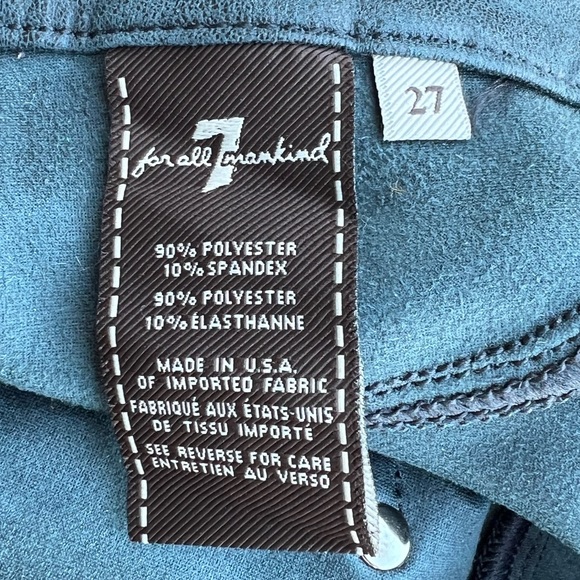 27
7
for all mankind
90% POLYESTER
10% SPANDEX
90% POLYESTER
10% ÉLASTHANNE
MADE IN U.S.A.
OF IMPORTED FABRIC
FABRIQUÉ AUX ÉTATS-UNIS
DE TISSU IMPORTÉ
SEE REVERSE FOR CARE
ENTRETIEN AU VERSO